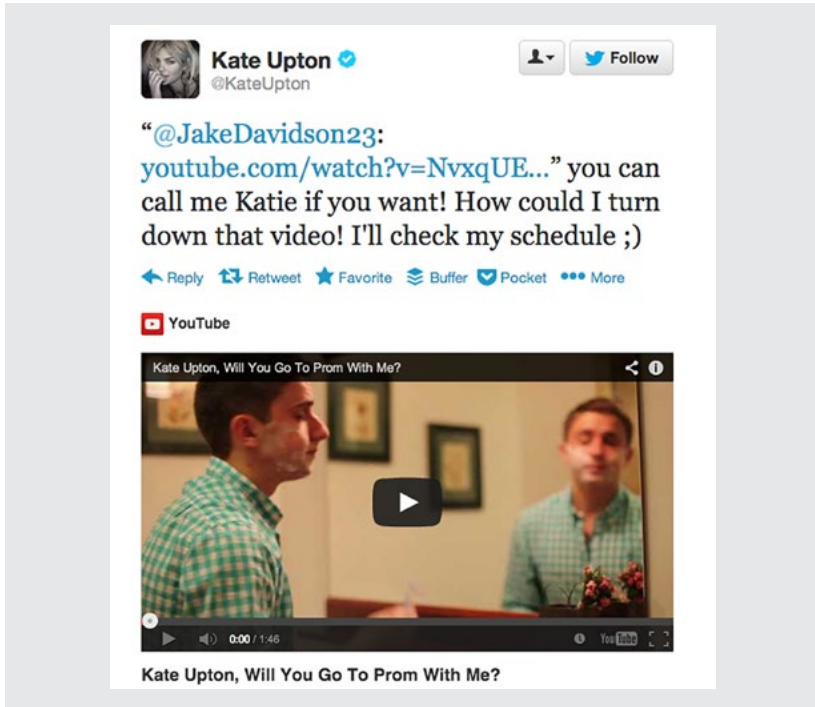 Kate Upton
@KateUpton
Follow
“@JakeDavidson23:
youtube.com/watch?v=NvxqUE...” you can
call me Katie if you want! How could I turn
down that video! I'll check my schedule ;)
Reply Retweet Favorite Buffer Pocket More
YouTube
Kate Upton, Will You Go To Prom With Me?
0:00 / 1:46 YouTube
Kate Upton, Will You Go To Prom With Me?